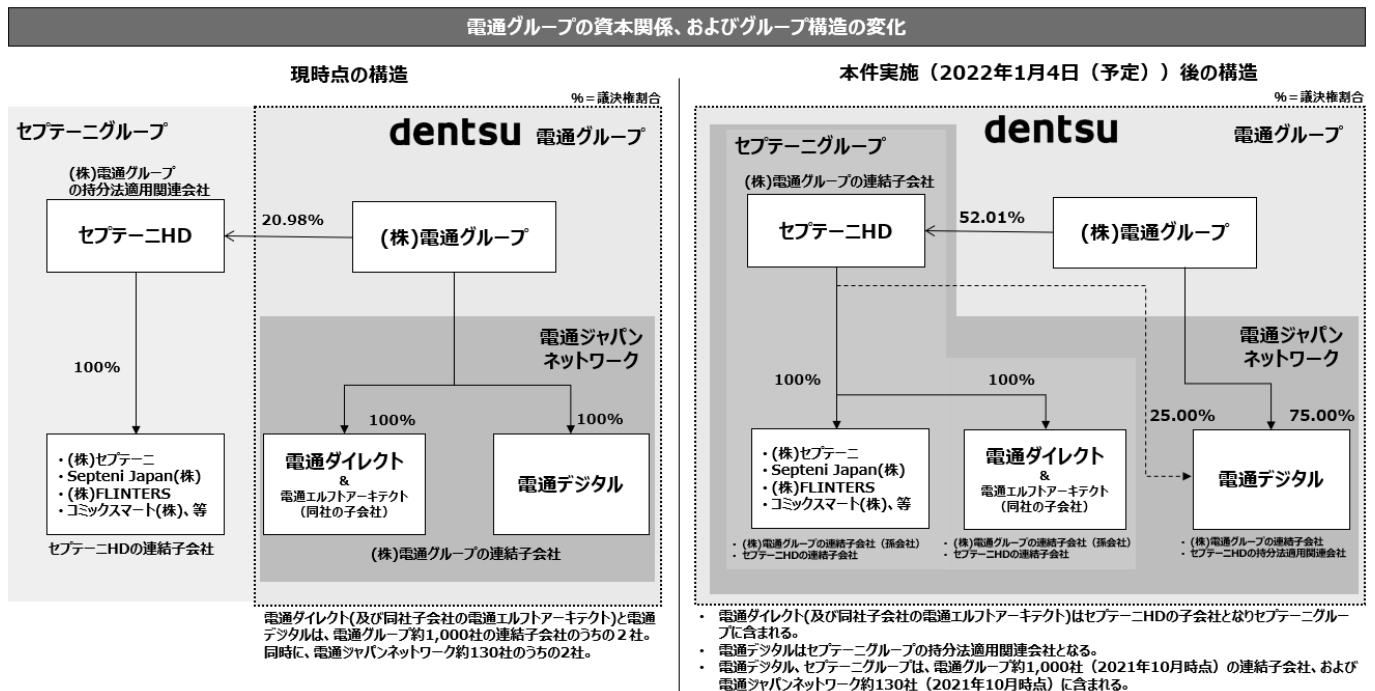 電通グループの資本関係、およびグループ構造の変化
現時点の構造
%＝議決権割合
セプテーニグループ
dentsu 電通グループ
(株)電通グループ
の持分法適用関連会社
セプテーニHD
20.98%
(株)電通グループ
100%
電通ジャパン
ネットワーク
100%
100%
・(株)セプテーニ
・Septeni Japan(株)
・(株)FLINTERS
・コミックスマート(株)、等
セプテーニHDの連結子会社
電通ダイレクト
&
電通エルフトアーキテクト
（同社の子会社）
電通デジタル
(株)電通グループの連結子会社
電通ダイレクト(及び同社子会社の電通エルフトアーキテクト)と電通
デジタルは、電通グループ約1,000社の連結子会社のうちの２社。
同時に、電通ジャパンネットワーク約130社のうちの2社。
本件実施（2022年1月4日（予定））後の構造
%＝議決権割合
セプテーニグループ
dentsu 電通グループ
(株)電通グループの連結子会社
セプテーニHD
52.01%
(株)電通グループ
電通ジャパン
ネットワーク
100%
100%
25.00%
75.00%
・(株)セプテーニ
・Septeni Japan(株)
・(株)FLINTERS
・コミックスマート(株)、等
電通ダイレクト
&
電通エルフトアーキテクト
（同社の子会社）
電通デジタル
・ (株)電通グループの連結子会社（孫会社）
・ セプテーニHDの連結子会社
・ (株)電通グループの連結子会社（孫会社）
・ セプテーニHDの連結子会社
・ (株)電通グループの連結子会社
・ セプテーニHDの持分法適用関連会社
・ 電通ダイレクト(及び同社子会社の電通エルフトアーキテクト)はセプテーニHDの子会社となりセプテーニグルー
プに含まれる。
・ 電通デジタルはセプテーニグループの持分法適用関連会社となる。
・ 電通デジタル、セプテーニグループは、電通グループ約1,000社（2021年10月時点）の連結子会社、および
電通ジャパンネットワーク約130社（2021年10月時点）に含まれる。